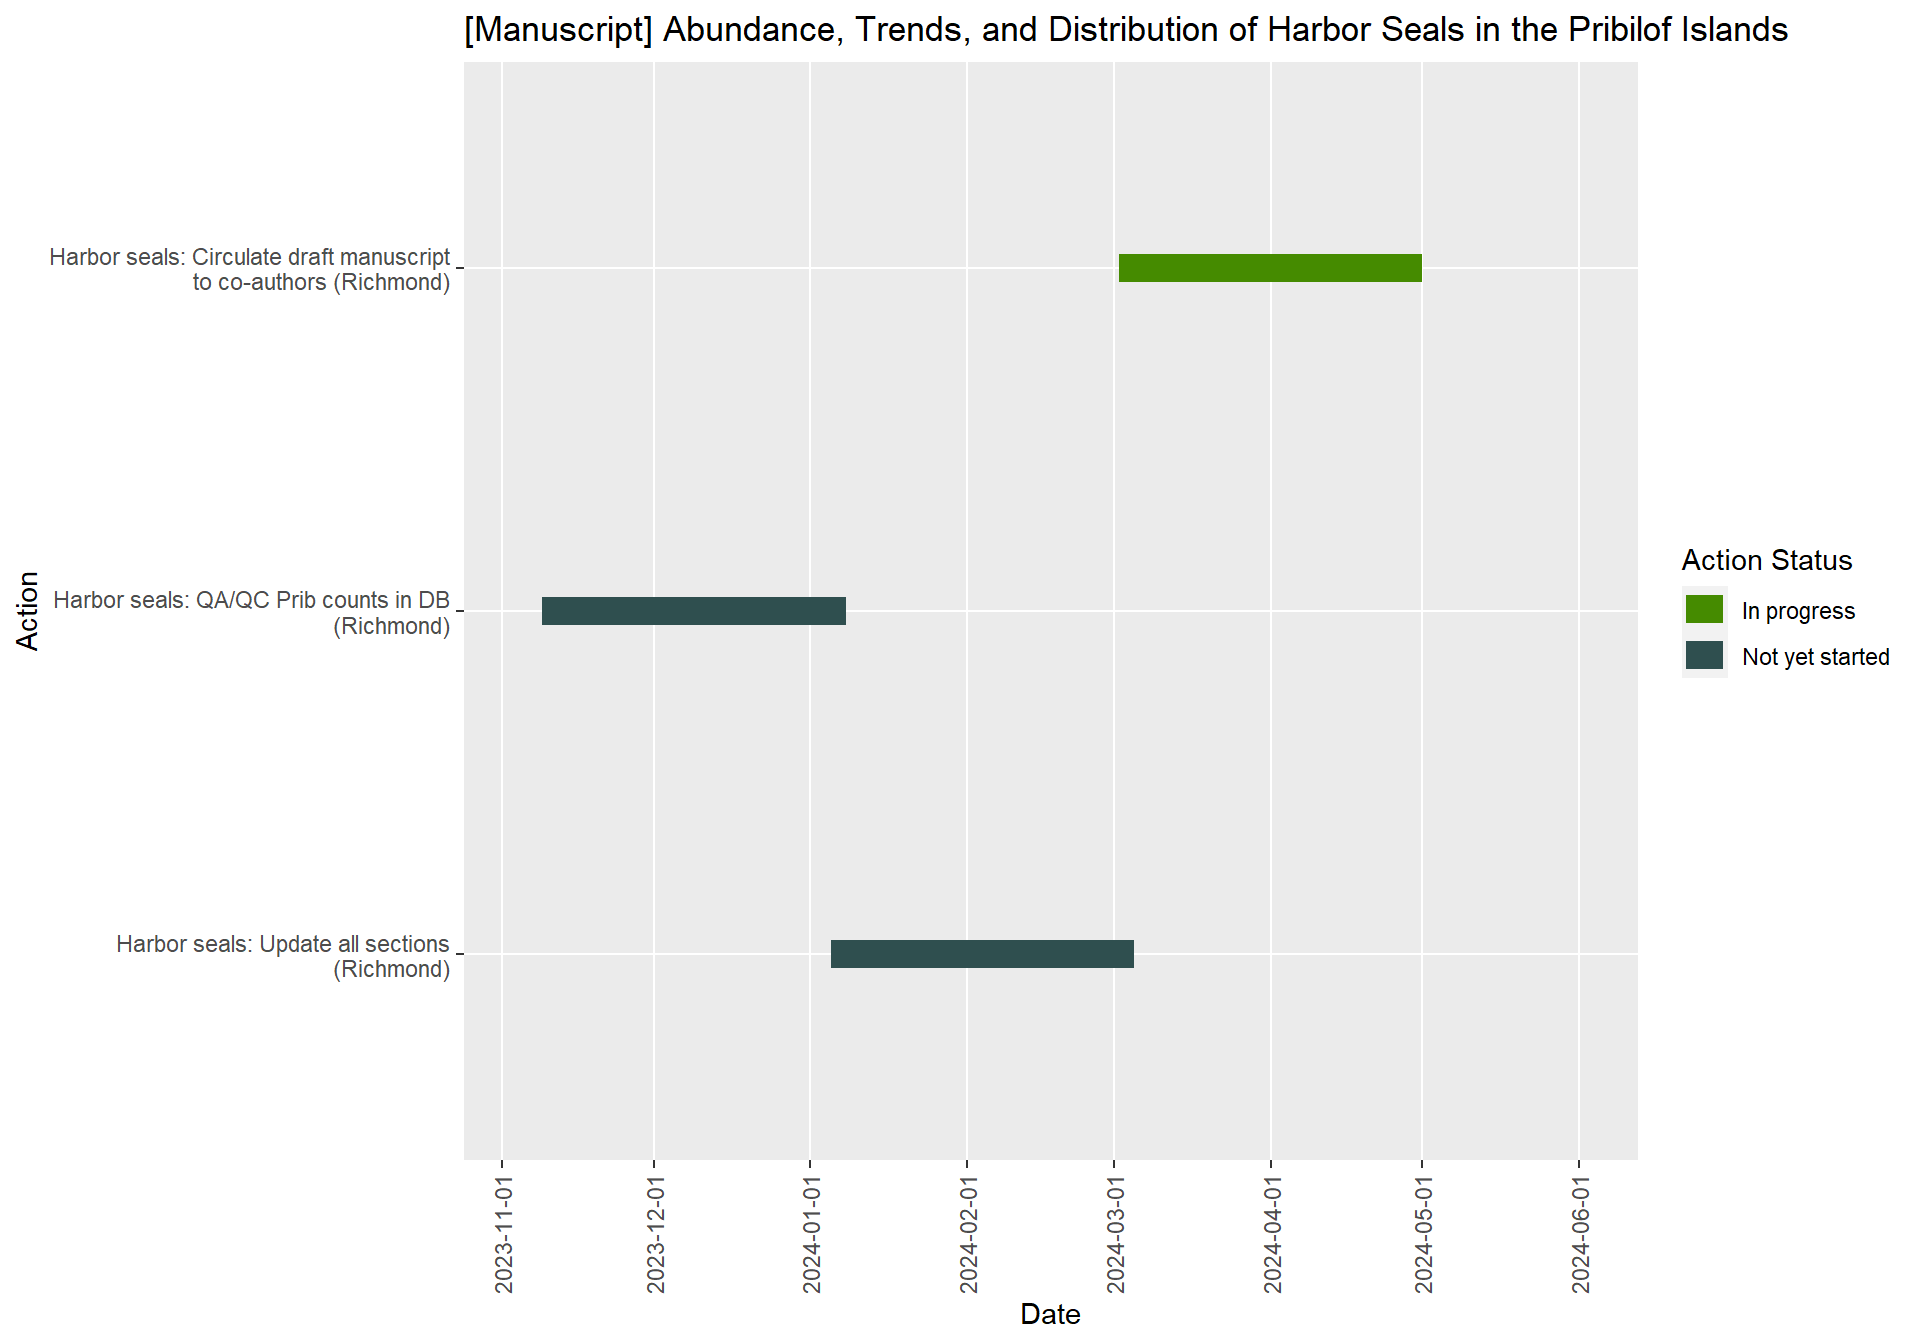 [Manuscript] Abundance, Trends, and Distribution of Harbor Seals in the Pribilof Islands
Action
Harbor seals: Circulate draft manuscript
to co-authors (Richmond)
Harbor seals: QA/QC Prib counts in DB
(Richmond)
Harbor seals: Update all sections
(Richmond)
2023-11-01
2023-12-01
2024-01-01
2024-02-01
2024-03-01
2024-04-01
2024-05-01
2024-06-01
Date
Action Status
In progress
Not yet started